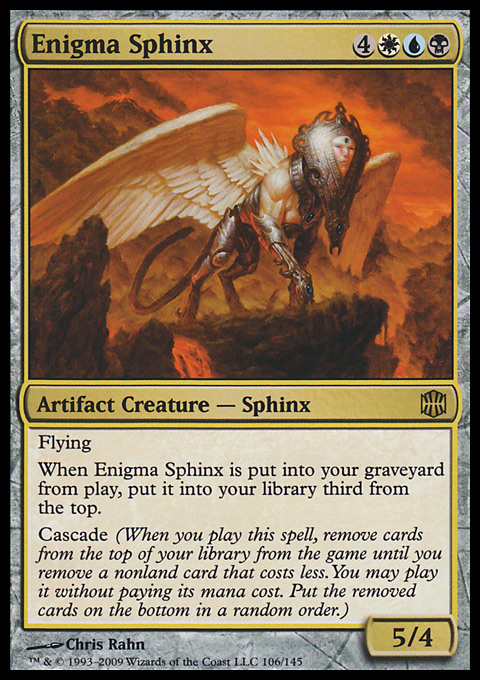 Enigma Sphinx 4
Artifact Creature — Sphinx
Flying
When Enigma Sphinx is put into your graveyard
from play, put it into your library third from
the top.
Cascade (When you play this spell, remove cards
from the top of your library from the game until you
remove a nonland card that costs less. You may play
it without paying its mana cost. Put the removed
cards on the bottom in a random order.)
Chris Rahn
5/4
™ & © 1993–2009 Wizards of the Coast LLC 106/145